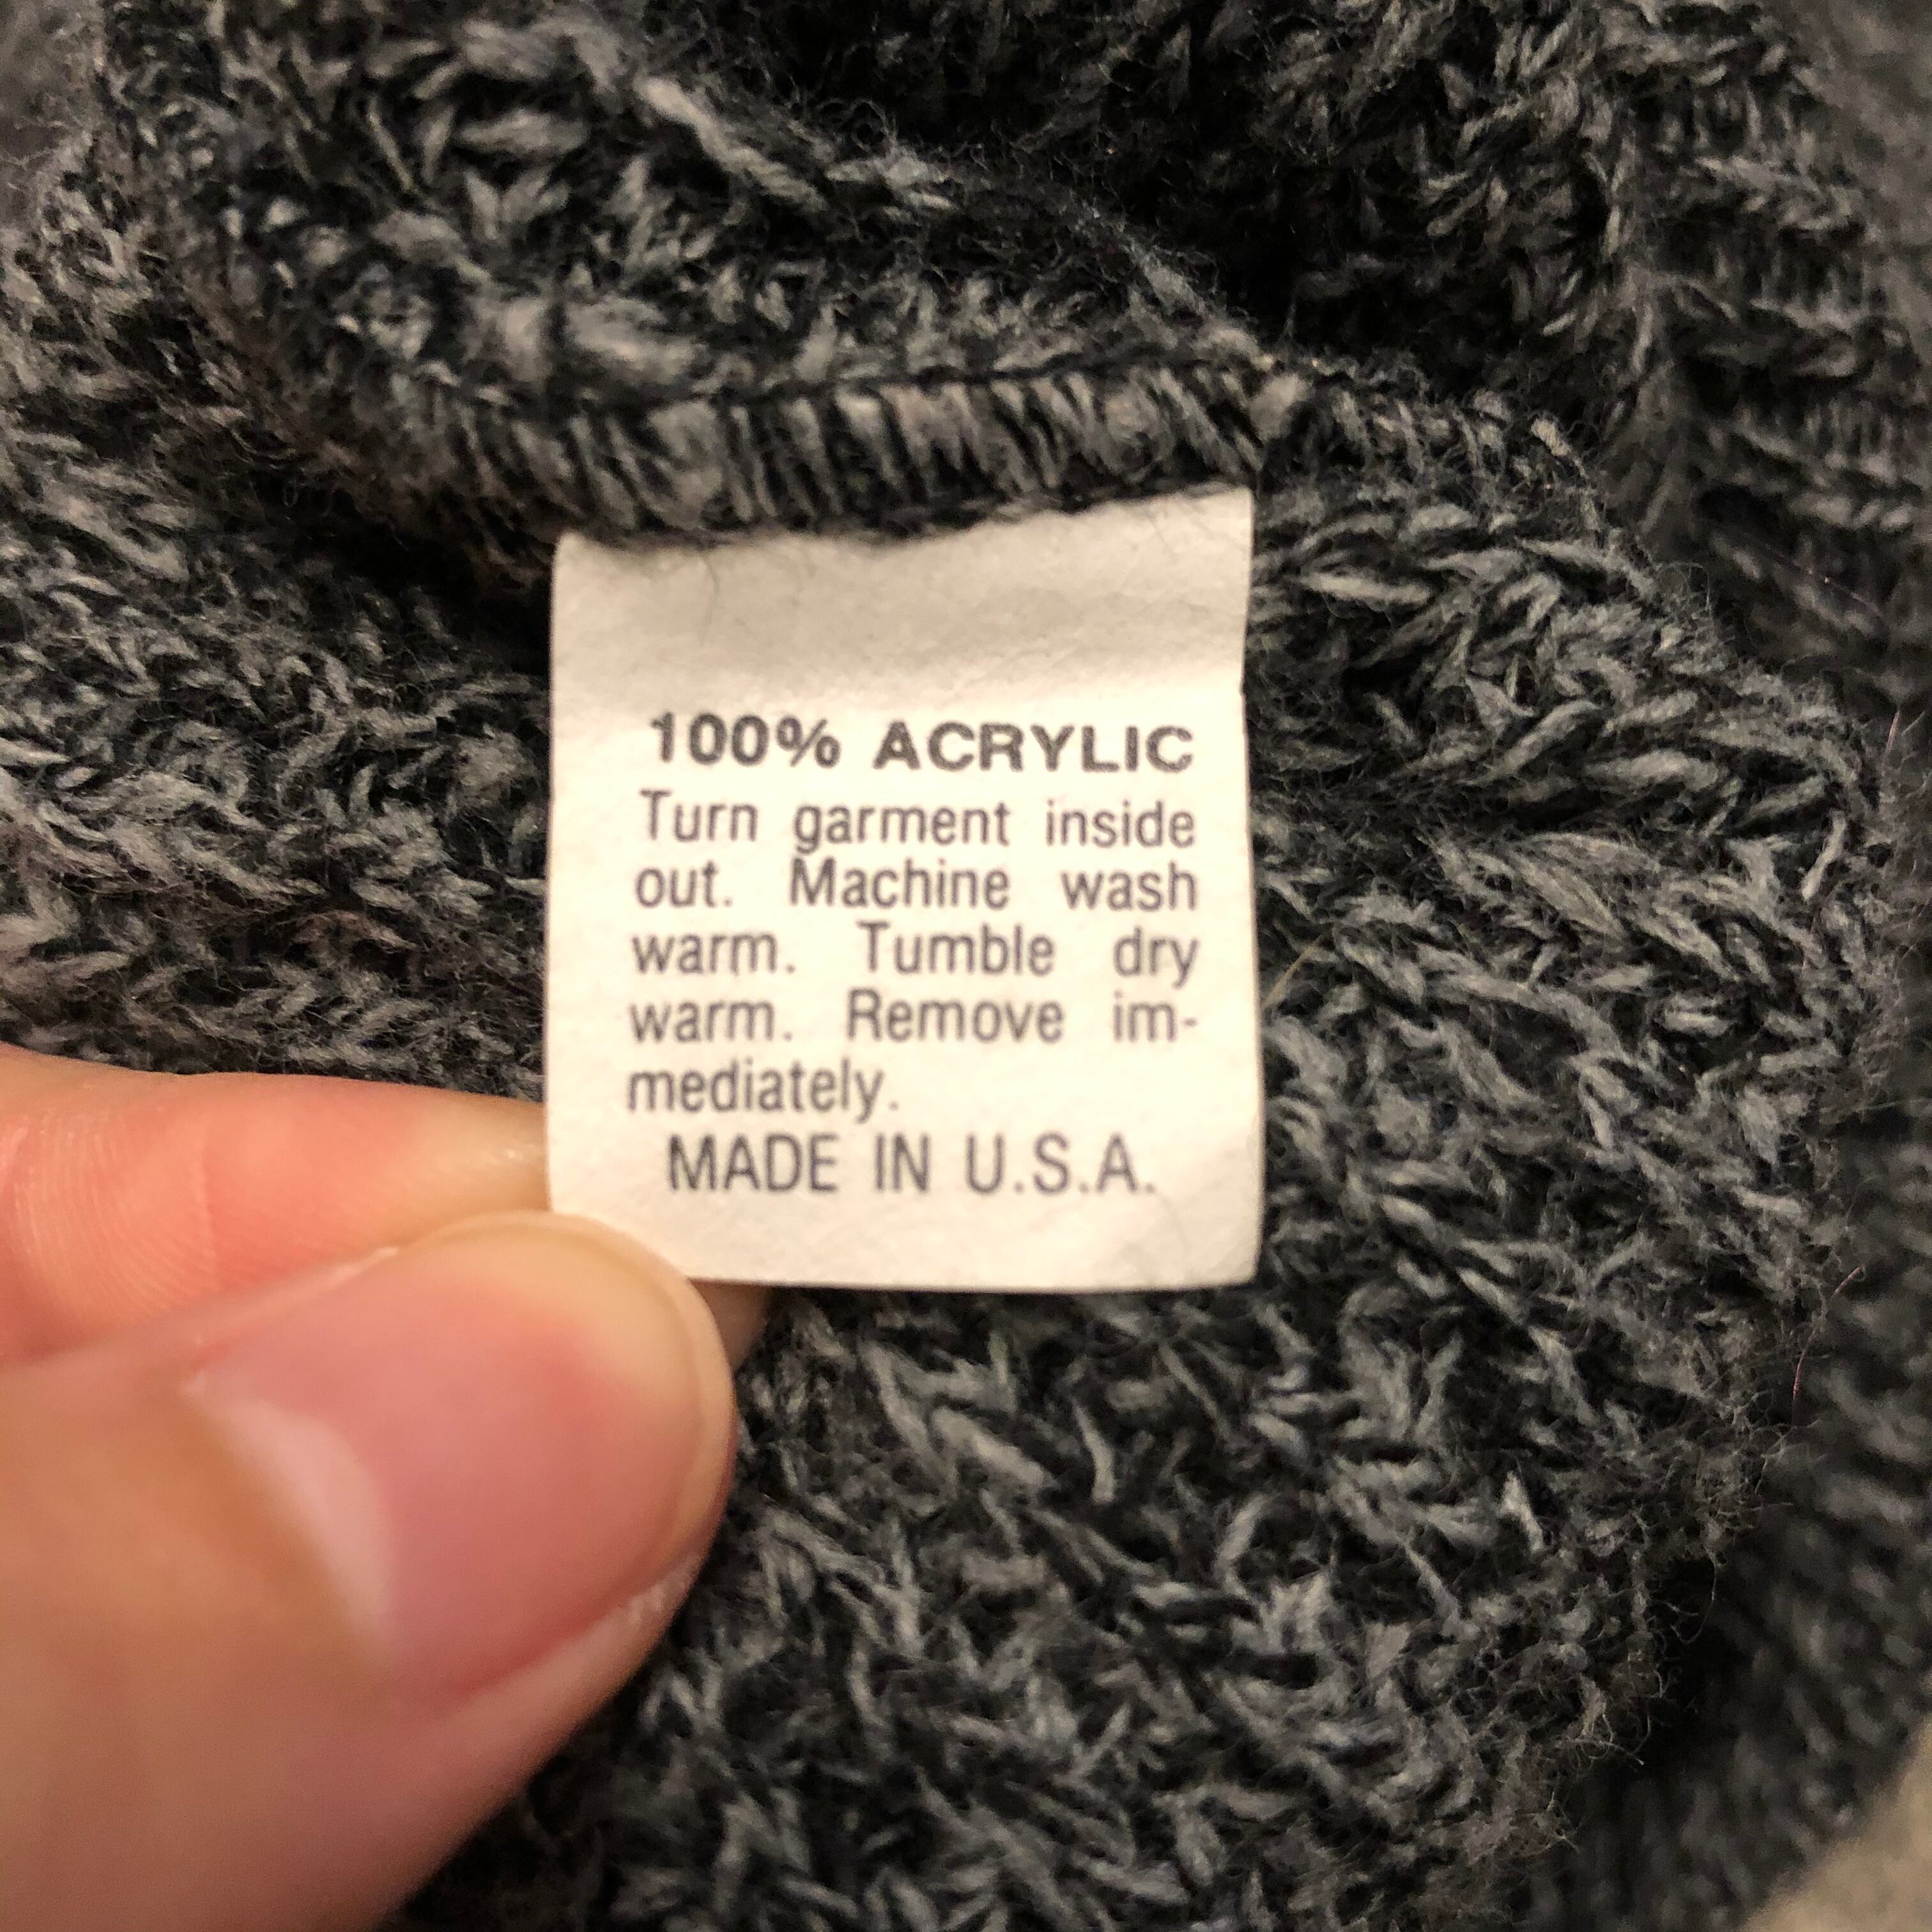 100% ACRYLIC
Turn garment inside
out. Machine wash
warm. Tumble dry
warm. Remove im-
mediately.
MADE IN U.S.A.